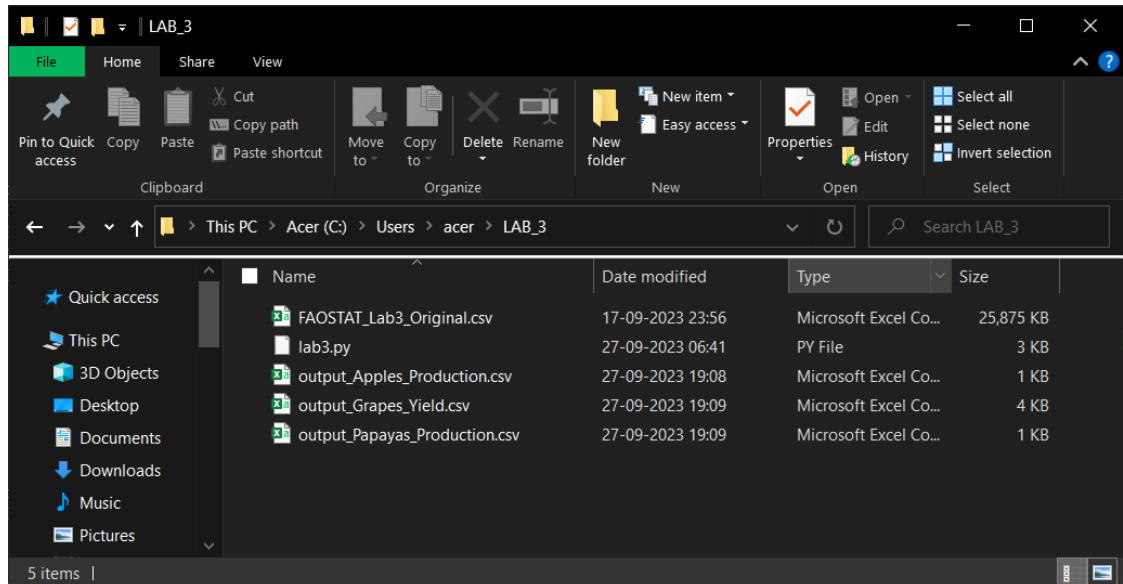 LAB_3
File Home Share View
Pin to Quick access
Copy
Paste
Cut
Copy path
Paste shortcut
Move to
Copy to
Delete
Rename
New folder
New item
Easy access
Properties
Open
Edit
History
Select all
Select none
Invert selection
Clipboard Organize New Open Select
This PC > Acer (C:) > Users > acer > LAB_3
Search LAB_3
Quick access
This PC
3D Objects
Desktop
Documents
Downloads
Music
Pictures
Name Date modified Type Size
FAOSTAT_Lab3_Original.csv 17-09-2023 23:56 Microsoft Excel Co... 25,875 KB
lab3.py 27-09-2023 06:41 PY File 3 KB
output_Apples_Production.csv 27-09-2023 19:08 Microsoft Excel Co... 1 KB
output_Grapes_Yield.csv 27-09-2023 19:09 Microsoft Excel Co... 4 KB
output_Papayas_Production.csv 27-09-2023 19:09 Microsoft Excel Co... 1 KB
5 items